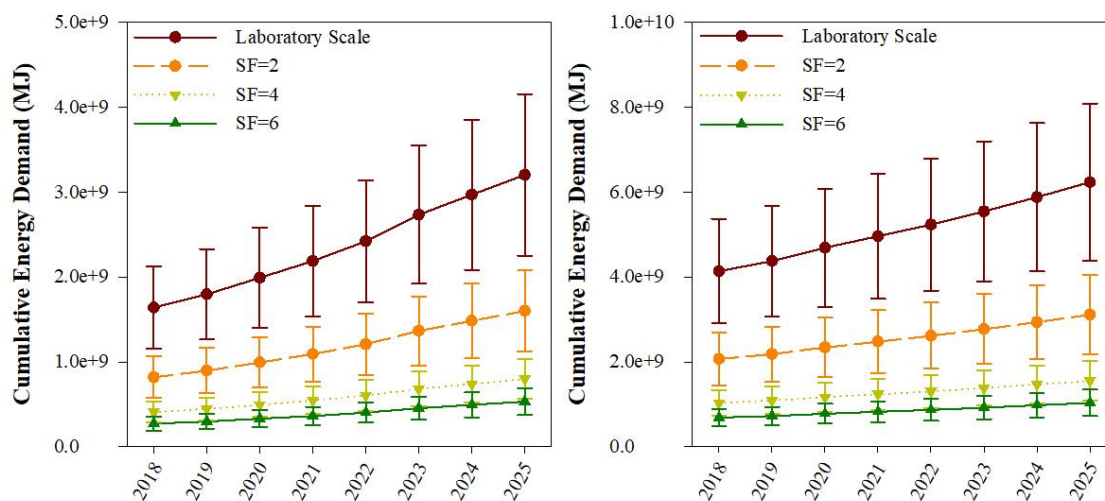 Cumulative Energy Demand (MJ)
5.0e+9
4.0e+9
3.0e+9
2.0e+9
1.0e+9
0.0
Laboratory Scale
SF=2
SF=4
SF=6
2018
2019
2020
2021
2022
2023
2024
2025
Cumulative Energy Demand (MJ)
1.0e+10
8.0e+9
6.0e+9
4.0e+9
2.0e+9
0.0
Laboratory Scale
SF=2
SF=4
SF=6
2018
2019
2020
2021
2022
2023
2024
2025